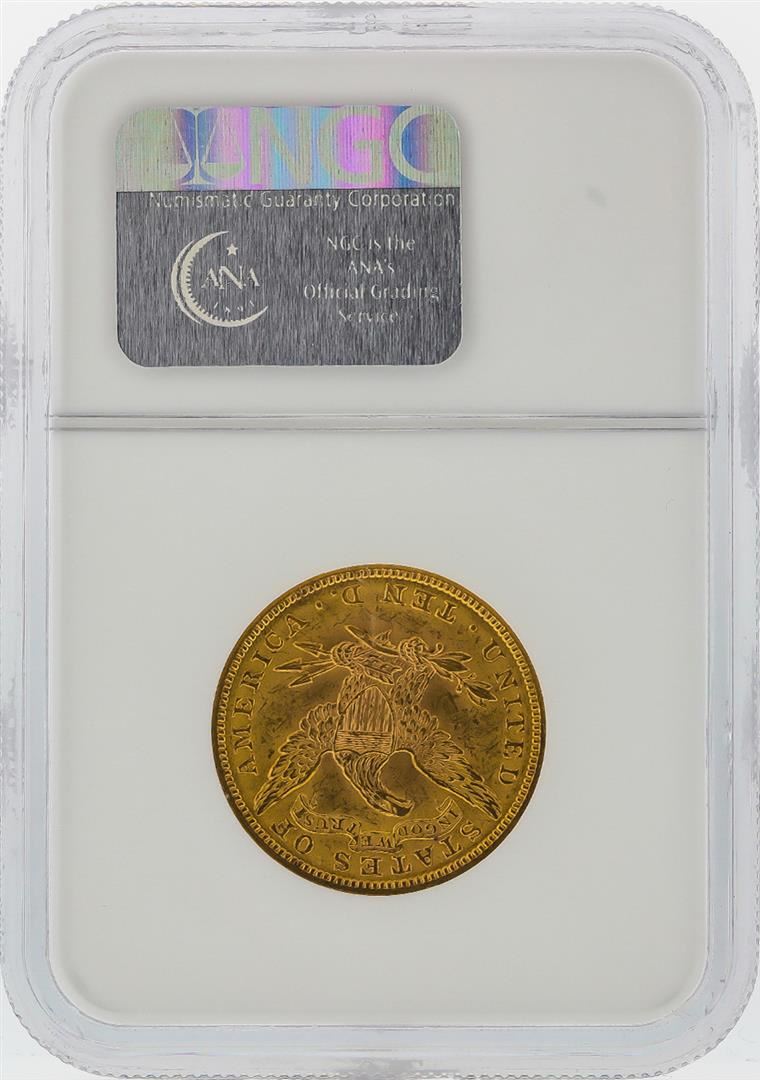 NGC
Numismatic Guaranty Corporation
ANA
1891
NGC is the
ANA's
Official Grading
Service
UNITED STATES OF AMERICA
IN GOD WE TRUST
· TEN D. ·